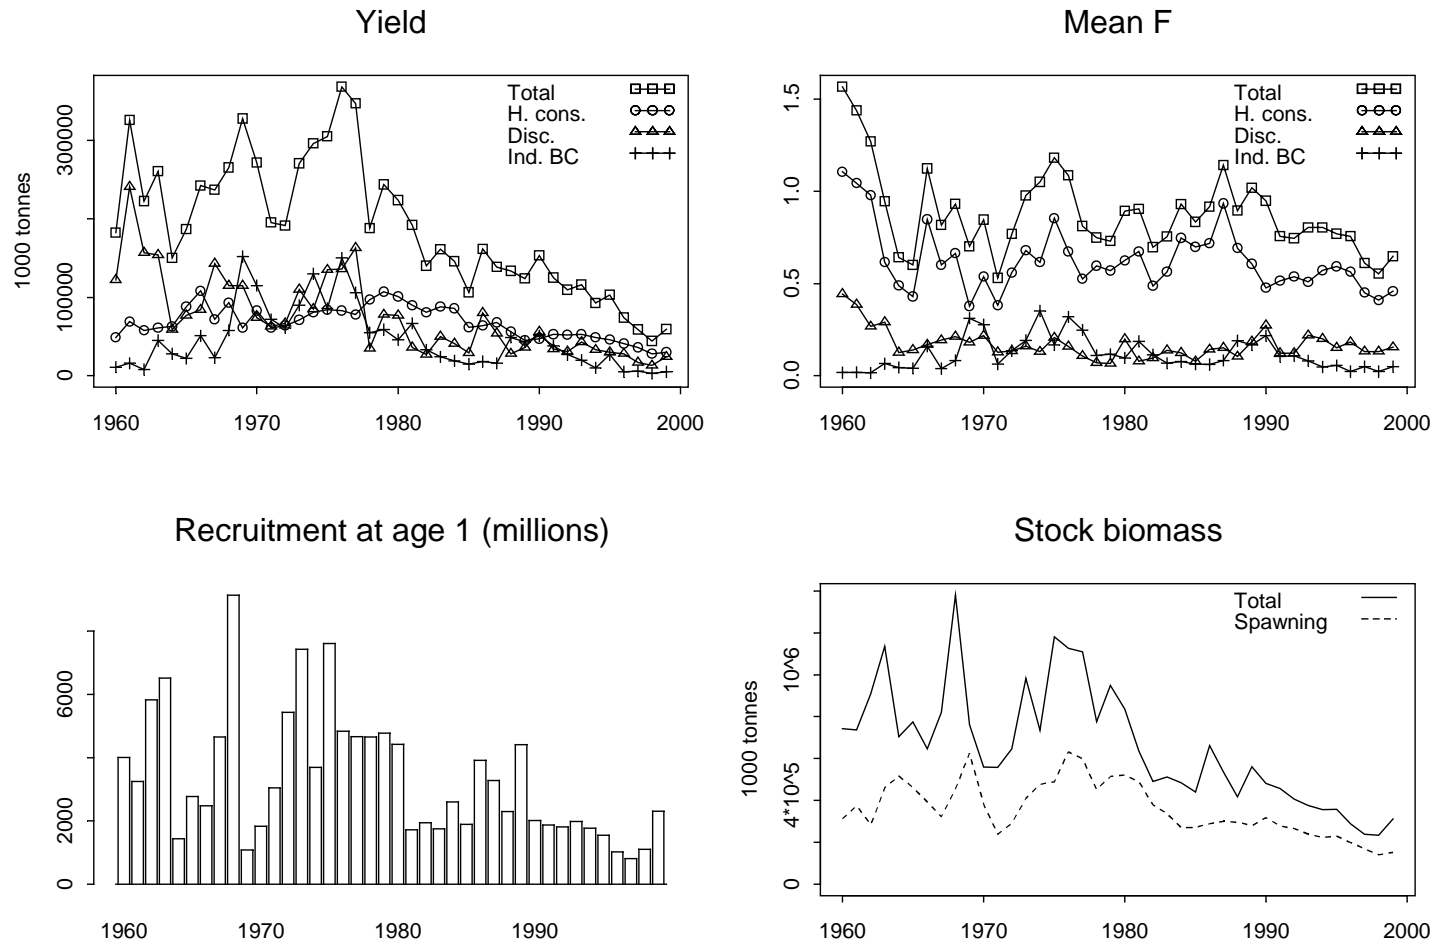 Yield
1000 tonnes
300000
100000
0
Total
H. cons.
Disc.
Ind. BC
1960 1970 1980 1990 2000
Mean F
1.5
1.0
0.5
0.0
Total
H. cons.
Disc.
Ind. BC
1960 1970 1980 1990 2000
Recruitment at age 1 (millions)
6000
2000
0
1960 1970 1980 1990
Stock biomass
1000 tonnes
10^6
4*10^5
0
Total
Spawning
1960 1970 1980 1990 2000